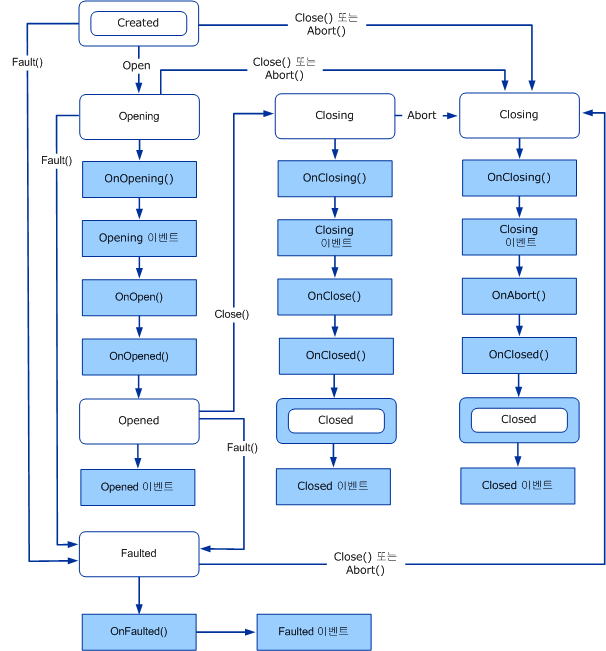 Created
Close() 또는
Abort()
Fault()
Open
Close() 또는
Abort()
Opening
Closing
Abort
Closing
Fault()
OnOpening()
OnClosing()
OnClosing()
Opening 이벤트
Closing
이벤트
Closing
이벤트
OnOpen()
OnClose()
OnAbort()
Close()
OnOpened()
OnClosed()
OnClosed()
Opened
Closed
Closed
Fault()
Opened 이벤트
Closed 이벤트
Closed 이벤트
Faulted
Close() 또는
Abort()
OnFaulted()
Faulted 이벤트